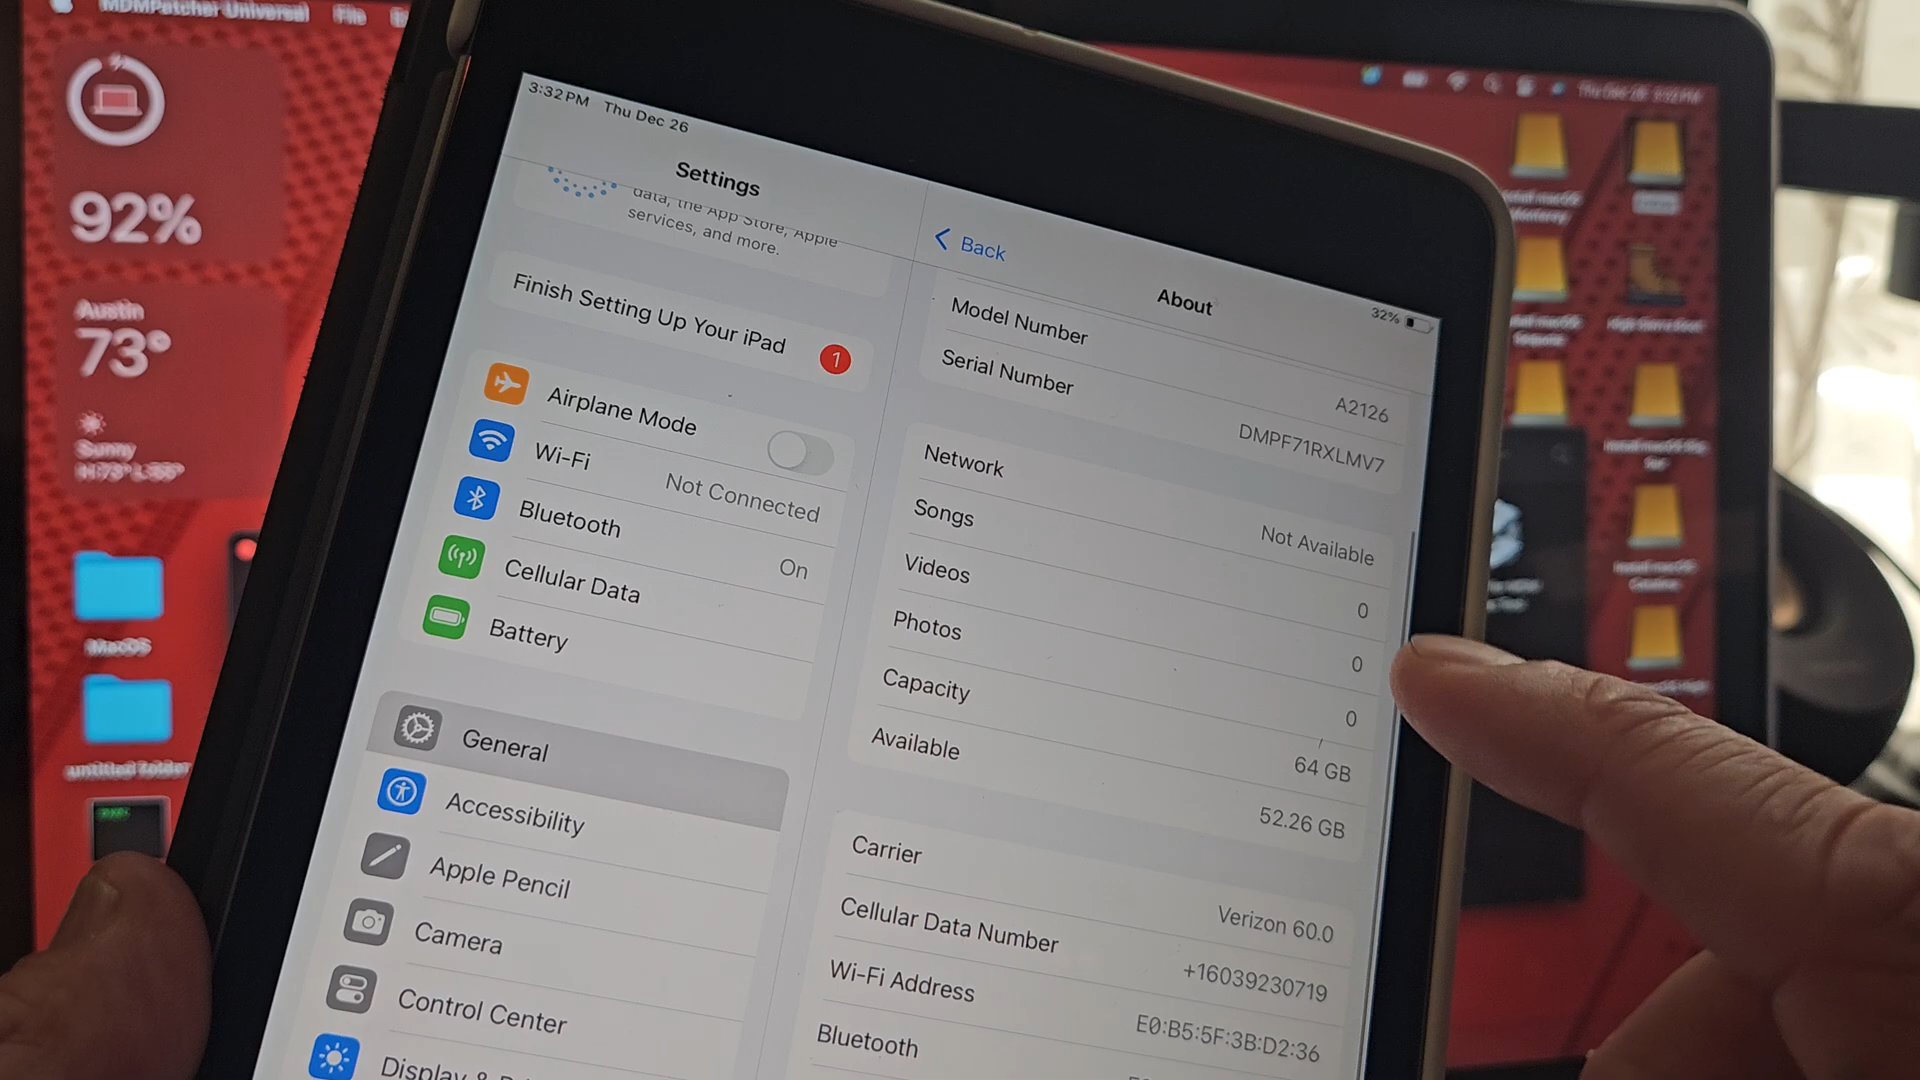 MDMPatcher Universal File
92%
Austin
73°
Sunny
MacOS
untitled folder
3:32 PM Thu Dec 26
32%
Settings
data, the App Store, Apple
services, and more.
Finish Setting Up Your iPad 1
Airplane Mode
Wi-Fi Not Connected
Bluetooth On
Cellular Data
Battery
General
Accessibility
Apple Pencil
Camera
Control Center
Back
About
Model Number A2126
Serial Number DMPF71RXLMV7
Network Not Available
Songs 0
Videos 0
Photos 0
Capacity 64 GB
Available 52.26 GB
Carrier Verizon 60.0
Cellular Data Number +16039230719
Wi-Fi Address E0:B5:5F:3B:D2:36
Bluetooth